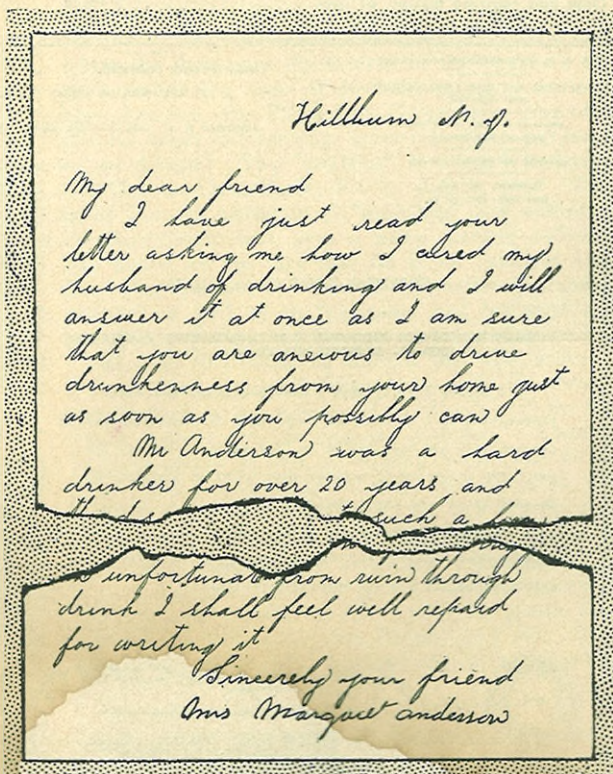 Hillburn N. Y.
My dear friend
I have just read your
letter asking me how I cured my
husband of drinking and I will
answer it at once as I am sure
that you are anxious to drive
drunkenness from your home just
as soon as you possibly can
Mr Anderson was a hard
drinker for over 20 years and
such a
unfortunate from ruin through
drink I shall feel well repaid
for writing it
Sincerely your friend
Mrs Margaret Anderson